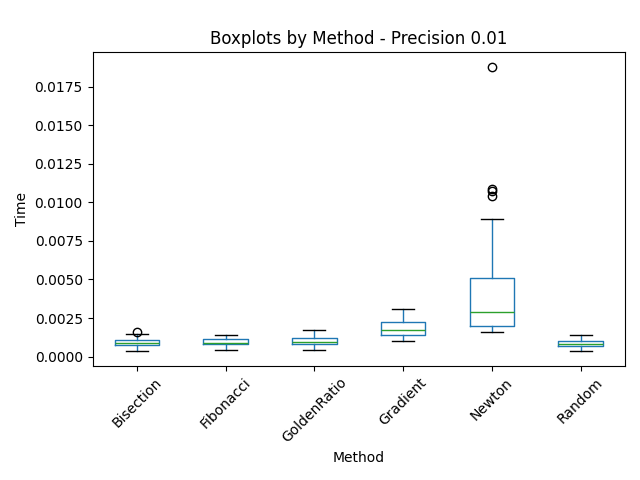 Boxplots by Method - Precision 0.01
0.0175
0.0150
0.0125
0.0100
0.0075
0.0050
0.0025
0.0000
Time
Bisection
Fibonacci
GoldenRatio
Gradient
Newton
Random
Method